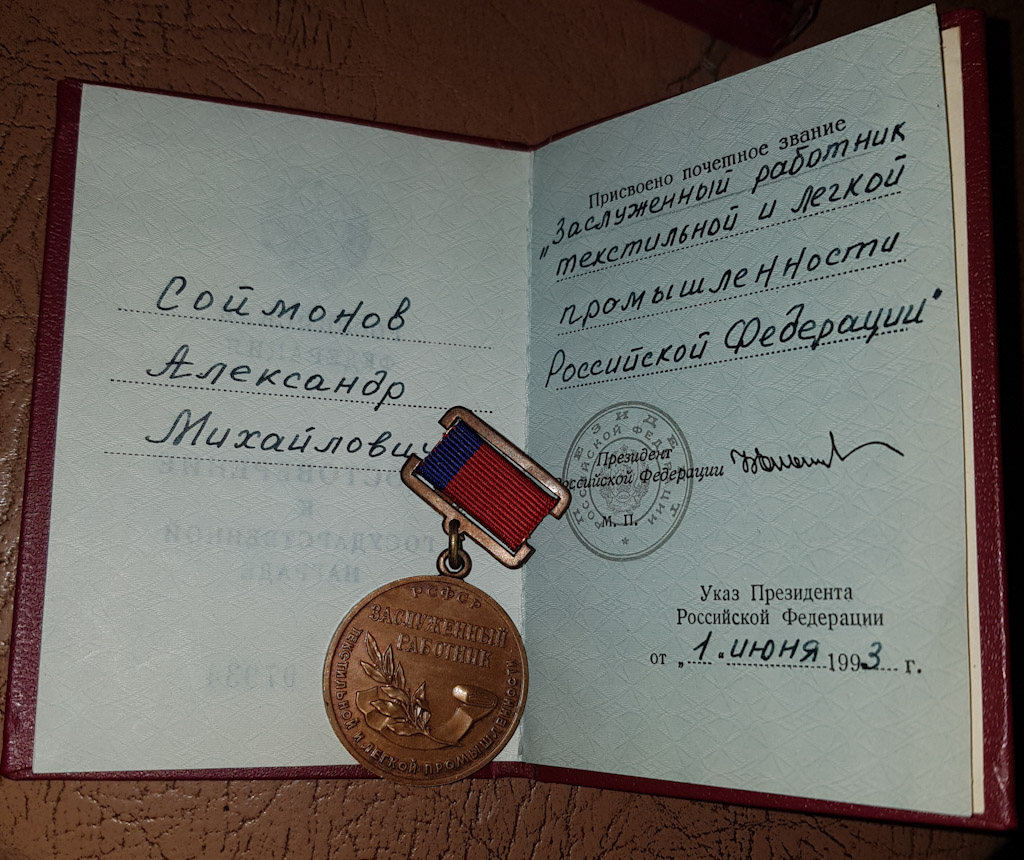 Соймонов
Александр
Михайлович
Присвоено почетное звание
„Заслуженный работник
текстильной и легкой
промышленности
Российской Федерации"
Президент
Российской Федерации
М. П.
Указ Президента
Российской Федерации
от „1" июня 1993 г.
РСФСР
ЗАСЛУЖЕННЫЙ
РАБОТНИК
ТЕКСТИЛЬНОЙ И ЛЕГКОЙ ПРОМЫШЛЕННОСТИ